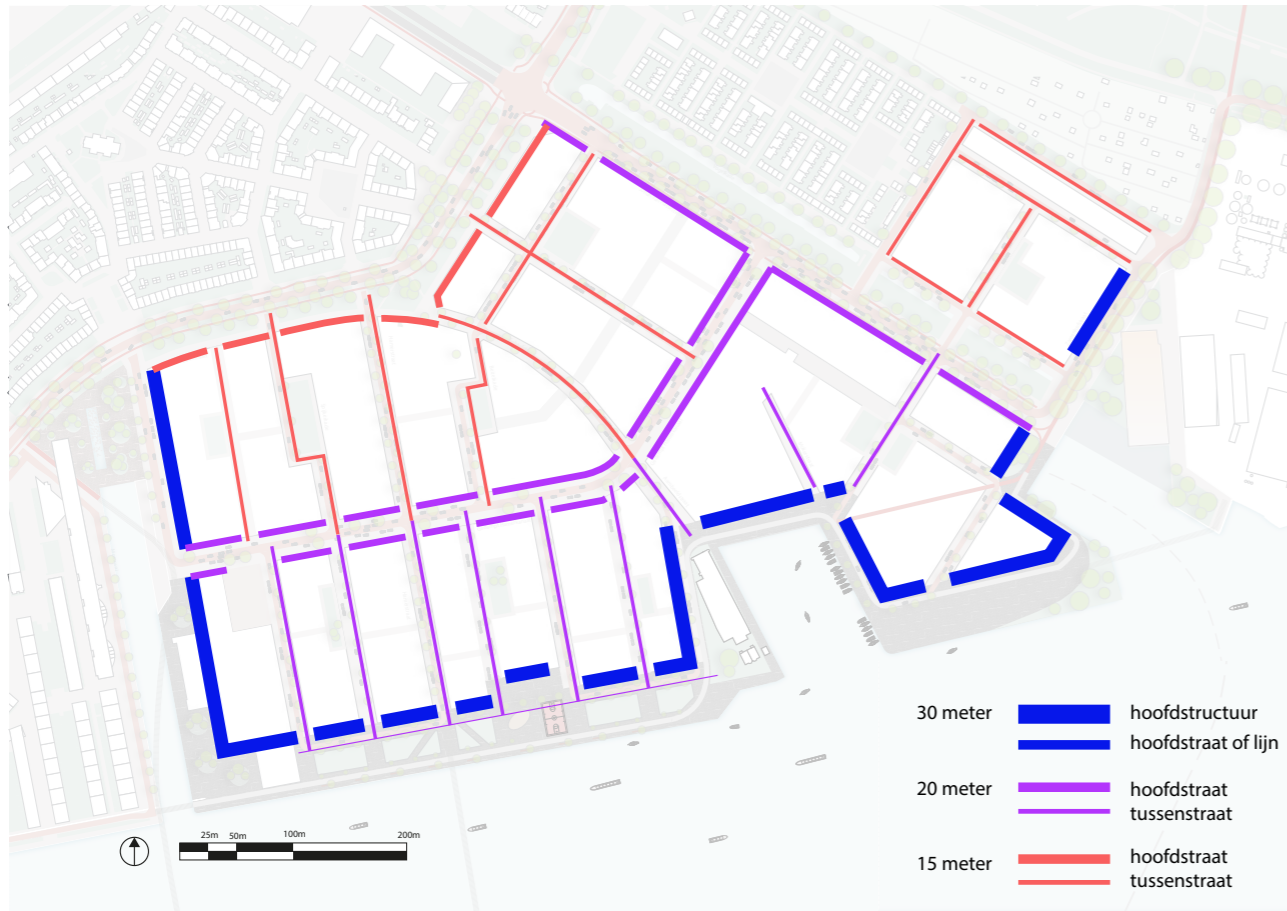 30 meter hoofdstructuur
hoofdstraat of lijn
20 meter hoofdstraat
tussenstraat
15 meter hoofdstraat
tussenstraat
25m 50m 100m 200m